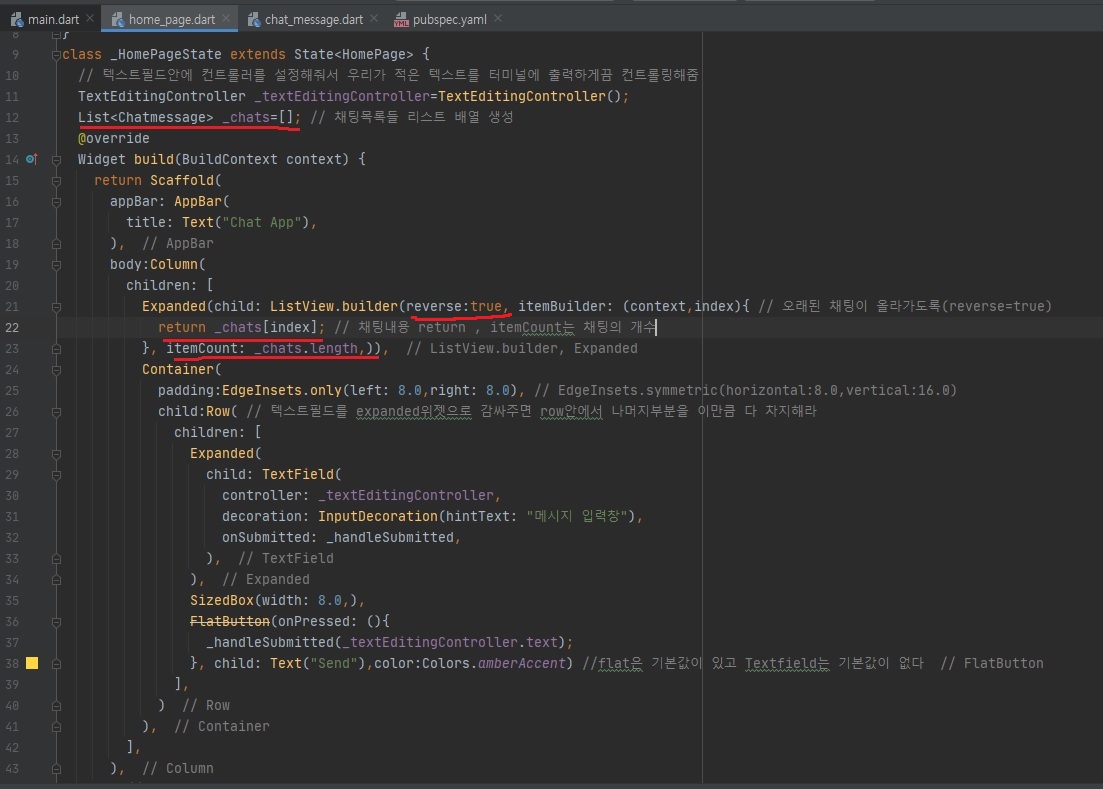 main.dart home_page.dart chat_message.dart pubspec.yaml
8 }
9 class _HomePageState extends State<HomePage> {
10 // 텍스트필드안에 컨트롤러를 설정해줘서 우리가 적은 텍스트를 터미널에 출력하게끔 컨트롤링해줌
11 TextEditingController _textEditingController=TextEditingController();
12 List<Chatmessage> _chats=[]; // 채팅목록들 리스트 배열 생성
13 @override
14 Widget build(BuildContext context) {
15 return Scaffold(
16 appBar: AppBar(
17 title: Text("Chat App"),
18 ), // AppBar
19 body:Column(
20 children: [
21 Expanded(child: ListView.builder(reverse:true, itemBuilder: (context,index){ // 오래된 채팅이 올라가도록(reverse=true)
22 return _chats[index]; // 채팅내용 return , itemCount는 채팅의 개수
23 }, itemCount: _chats.length,)), // ListView.builder, Expanded
24 Container(
25 padding:EdgeInsets.only(left: 8.0,right: 8.0), // EdgeInsets.symmetric(horizontal:8.0,vertical:16.0)
26 child:Row( // 텍스트필드를 expanded위젯으로 감싸주면 row안에서 나머지부분을 이만큼 다 차지해라
27 children: [
28 Expanded(
29 child: TextField(
30 controller: _textEditingController,
31 decoration: InputDecoration(hintText: "메시지 입력창"),
32 onSubmitted: _handleSubmitted,
33 ), // TextField
34 ), // Expanded
35 SizedBox(width: 8.0,),
36 FlatButton(onPressed: (){
37 _handleSubmitted(_textEditingController.text);
38 }, child: Text("Send"),color:Colors.amberAccent) //flat은 기본값이 있고 Textfield는 기본값이 없다 // FlatButton
39 ],
40 ) // Row
41 ), // Container
42 ],
43 ), // Column